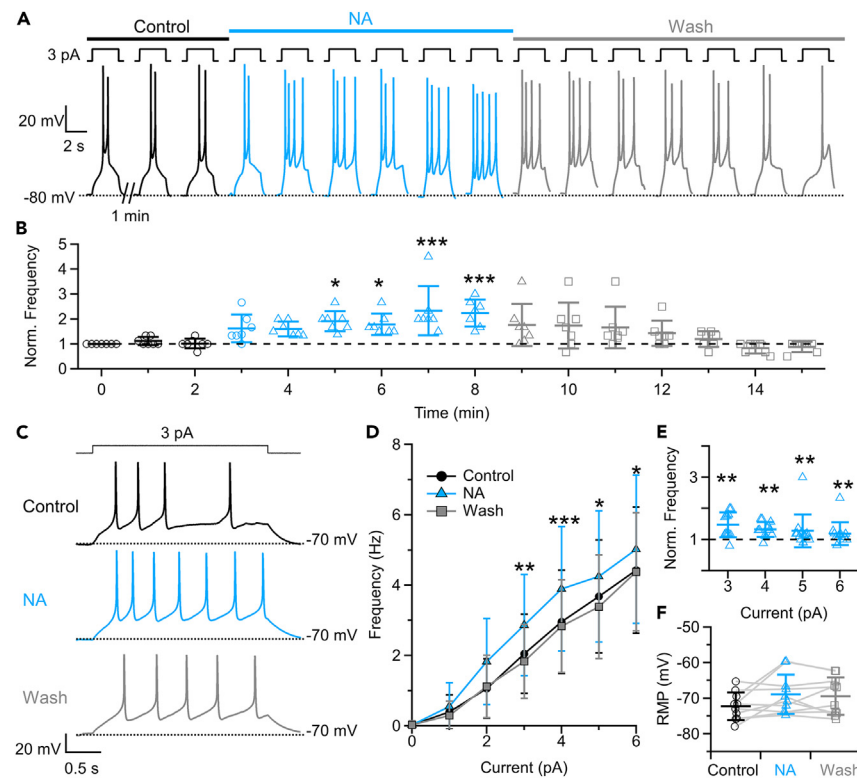 A
Control
NA
Wash
3 pA
20 mV
2 s
-80 mV
1 min
B
Norm. Frequency
5
4
3
2
1
0
* * *** ***
0 2 4 6 8 10 12 14
Time (min)
C
3 pA
Control
-70 mV
NA
-70 mV
Wash
-70 mV
20 mV
0.5 s
D
Frequency (Hz)
8
6
4
2
0
Control
NA
Wash
** *** * *
0 2 4 6
Current (pA)
E
Norm. Frequency
3
1
** ** ** **
3 4 5 6
Current (pA)
F
RMP (mV)
-50
-60
-70
-80
Control NA Wash